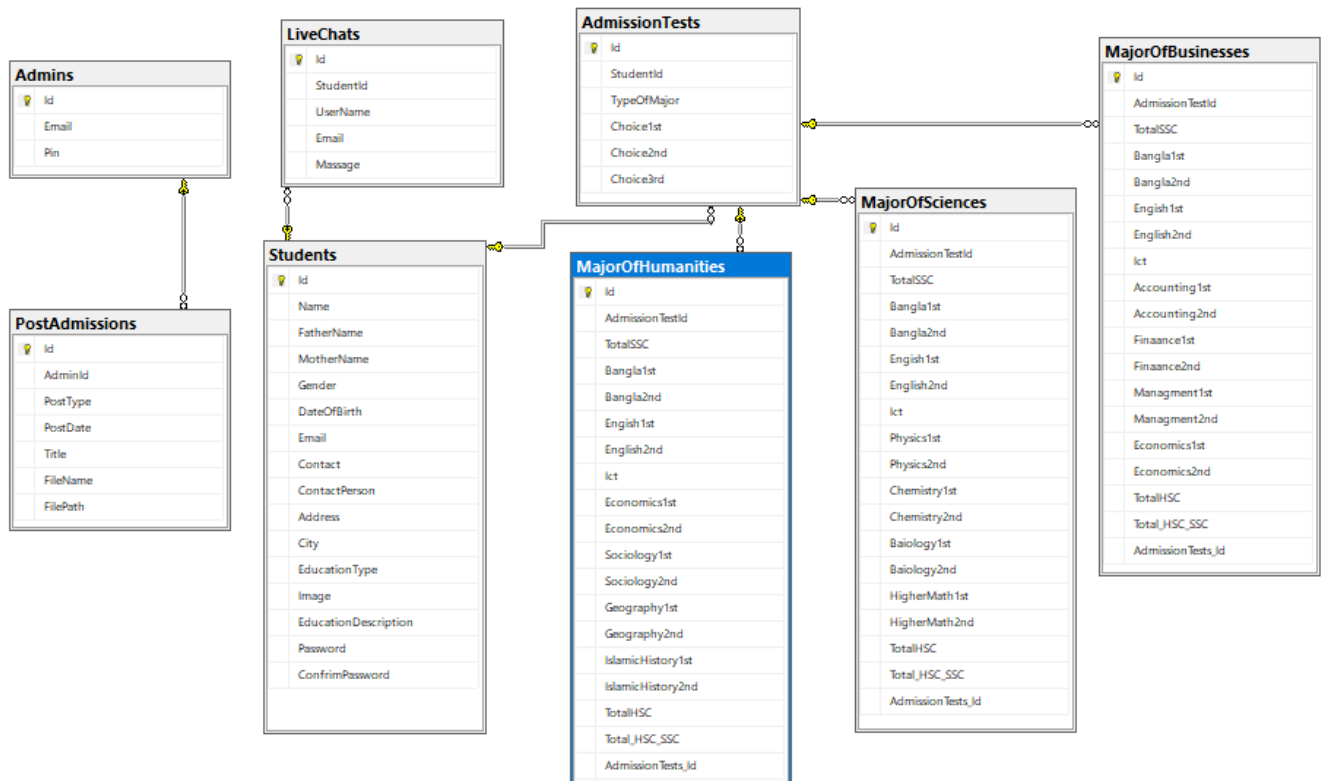 Admins
Id
Email
Pin
LiveChats
Id
StudentId
UserName
Email
Massage
AdmissionTests
Id
StudentId
TypeOfMajor
Choice1st
Choice2nd
Choice3rd
MajorOfBusinesses
Id
AdmissionTestId
TotalSSC
Bangla1st
Bangla2nd
Engish1st
English2nd
Ict
Accounting1st
Accounting2nd
Finaance1st
Finaance2nd
Managment1st
Managment2nd
Economics1st
Economics2nd
TotalHSC
Total_HSC_SSC
AdmissionTests_Id
PostAdmissions
Id
AdminId
PostType
PostDate
Title
FileName
FilePath
Students
Id
Name
FatherName
MotherName
Gender
DateOfBirth
Email
Contact
ContactPerson
Address
City
EducationType
Image
EducationDescription
Password
ConfrimPassword
MajorOfHumanities
Id
AdmissionTestId
TotalSSC
Bangla1st
Bangla2nd
Engish1st
English2nd
Ict
Economics1st
Economics2nd
Sociology1st
Sociology2nd
Geography1st
Geography2nd
IslamicHistory1st
IslamicHistory2nd
TotalHSC
Total_HSC_SSC
AdmissionTests_Id
MajorOfSciences
Id
AdmissionTestId
TotalSSC
Bangla1st
Bangla2nd
Engish1st
English2nd
Ict
Physics1st
Physics2nd
Chemistry1st
Chemistry2nd
Baiology1st
Baiology2nd
HigherMath1st
HigherMath2nd
TotalHSC
Total_HSC_SSC
AdmissionTests_Id